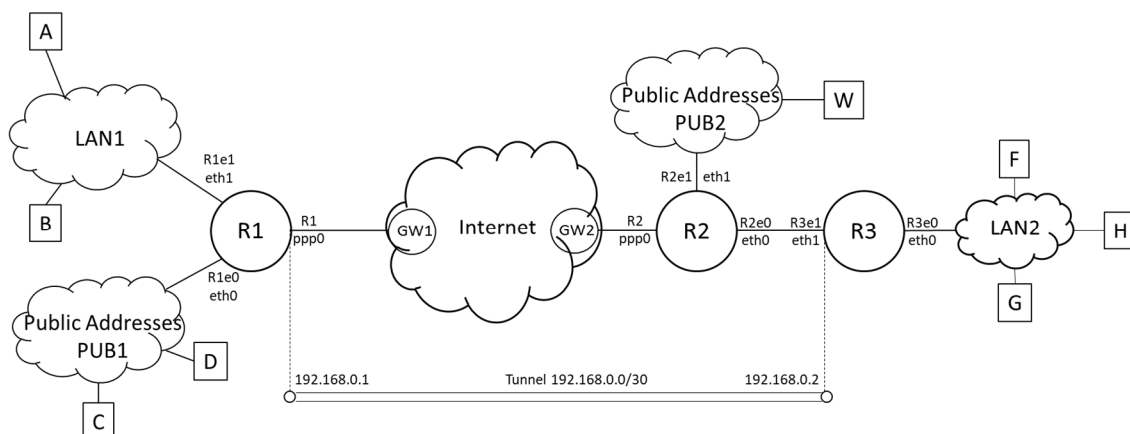 A
LAN1
B
R1e1
eth1
R1
R1
ppp0
R1e0
eth0
Public Addresses
PUB1
D
C
GW1
Internet
GW2
Public Addresses
PUB2
W
R2e1 eth1
R2
ppp0
R2
R2e0
eth0
R3e1
eth1
R3
R3e0
eth0
F
LAN2
H
G
192.168.0.1
Tunnel 192.168.0.0/30
192.168.0.2